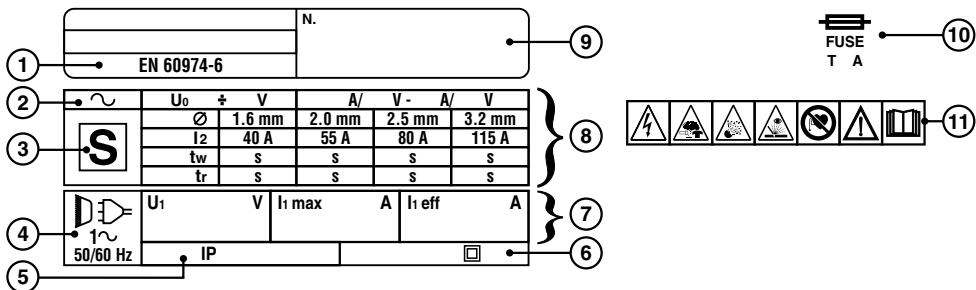 N.
1 EN 60974-6 9
2 U0 ÷ V A/ V - A/ V
Ø 1.6 mm 2.0 mm 2.5 mm 3.2 mm
3 S I2 40 A 55 A 80 A 115 A 8
tw s s s s
tr s s s s
4 U1 V I1 max A I1 eff A 7
1~
50/60 Hz
5 IP 6
FUSE 10
T A
11